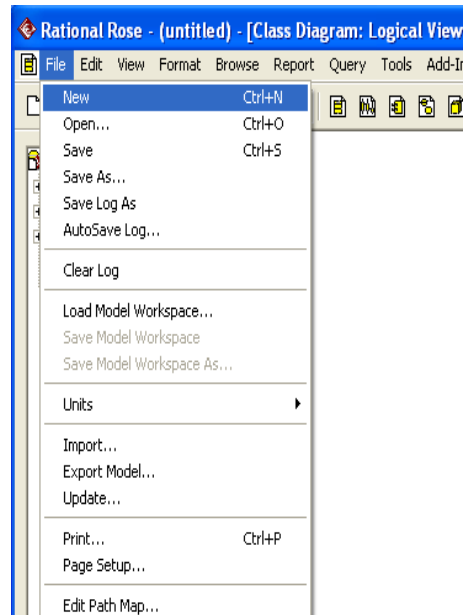 Rational Rose - (untitled) - [Class Diagram: Logical View
File Edit View Format Browse Report Query Tools Add-In
New Ctrl+N
Open... Ctrl+O
Save Ctrl+S
Save As...
Save Log As
AutoSave Log...
Clear Log
Load Model Workspace...
Save Model Workspace
Save Model Workspace As...
Units
Import...
Export Model...
Update...
Print... Ctrl+P
Page Setup...
Edit Path Map...